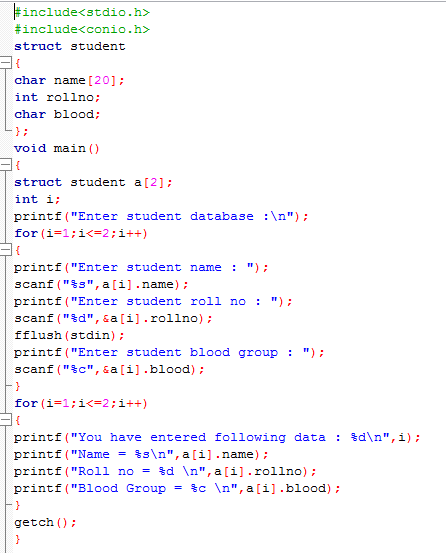 #include<stdio.h>
#include<conio.h>
struct student
{
char name[20];
int rollno;
char blood;
};
void main()
{
struct student a[2];
int i;
printf("Enter student database :\n");
for(i=1;i<=2;i++)
{
printf("Enter student name : ");
scanf("%s",a[i].name);
printf("Enter student roll no : ");
scanf("%d",&a[i].rollno);
fflush(stdin);
printf("Enter student blood group : ");
scanf("%c",&a[i].blood);
}
for(i=1;i<=2;i++)
{
printf("You have entered following data : %d\n",i);
printf("Name = %s\n",a[i].name);
printf("Roll no = %d \n",a[i].rollno);
printf("Blood Group = %c \n",a[i].blood);
}
getch();
}